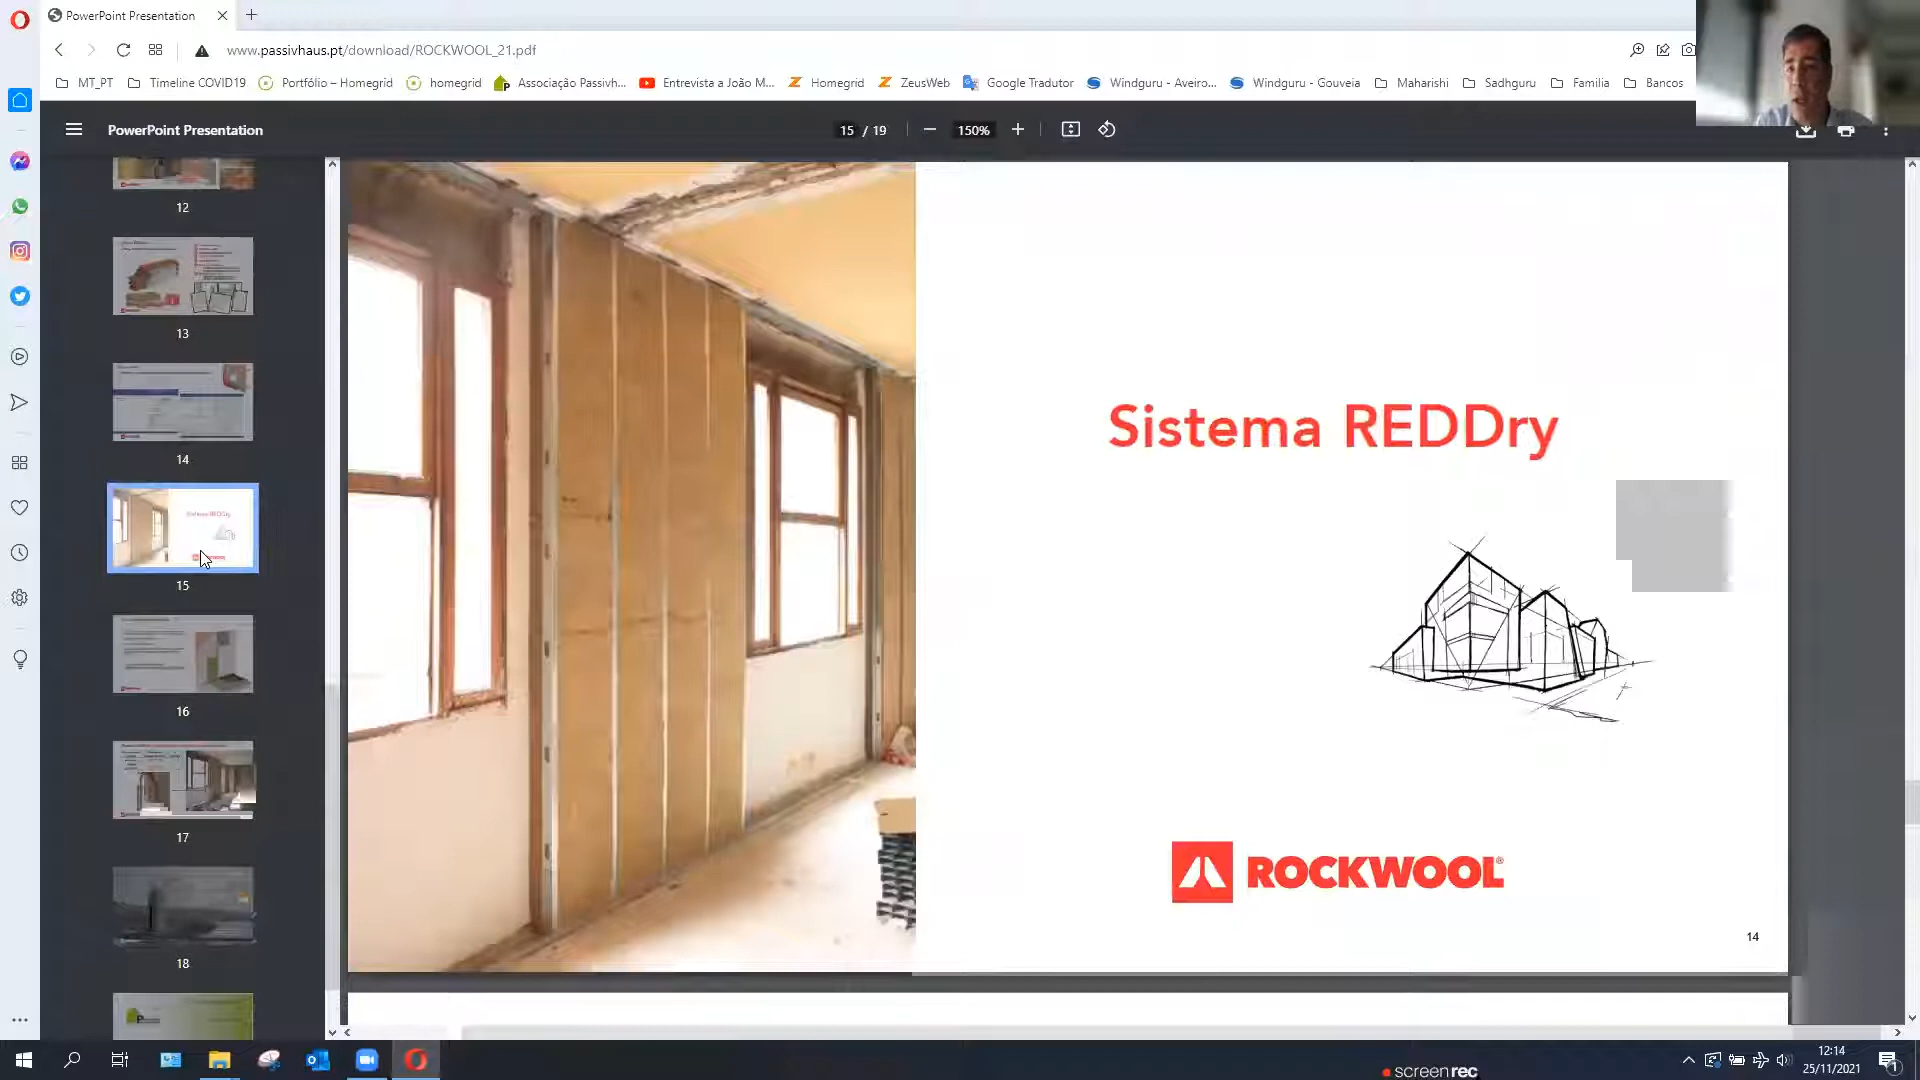 PowerPoint Presentation
www.passivhaus.pt/download/ROCKWOOL_21.pdf
MT_PT
Timeline COVID19
Portfólio – Homegrid
homegrid
Associação Passivh...
Entrevista a João M...
Homegrid
ZeusWeb
Google Tradutor
Windguru - Aveiro...
Windguru - Gouveia
Maharishi
Sadhguru
Familia
Bancos
PowerPoint Presentation
15 / 19
150%
12
13
14
15
16
17
18
Sistema REDDry
ROCKWOOL®
14
12:14
25/11/2021
1
screenrec